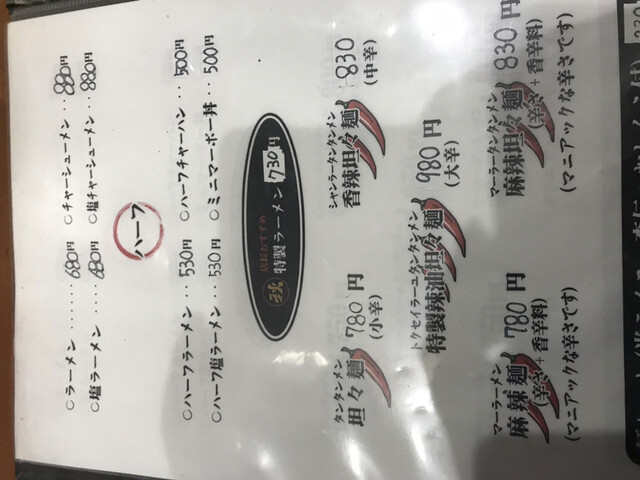 ○ラーメン‥‥‥680円
○チャーシューメン‥880円
○塩ラーメン‥‥680円
○塩チャーシューメン‥880円
ハーフ
○ハーフラーメン‥530円
○ハーフチャーハン‥500円
○ハーフ塩ラーメン‥530円
○ミニマーボー丼‥500円
店長おすすめ
特製ラーメン730円
タンタンメン
坦々麺 780円
(小辛)
シャンラータンタンメン
香辣坦々麺 830
(中辛)
トクセイラーユタンタンメン
特製辣油坦々麺 980円
(大辛)
マーラーメン
麻辣麺 780円
(辛さ+香辛料)
(マニアックな辛さです)
マーラータンタンメン
麻辣坦々麺 830円
(辛さ+香辛料)
(マニアックな辛さです)